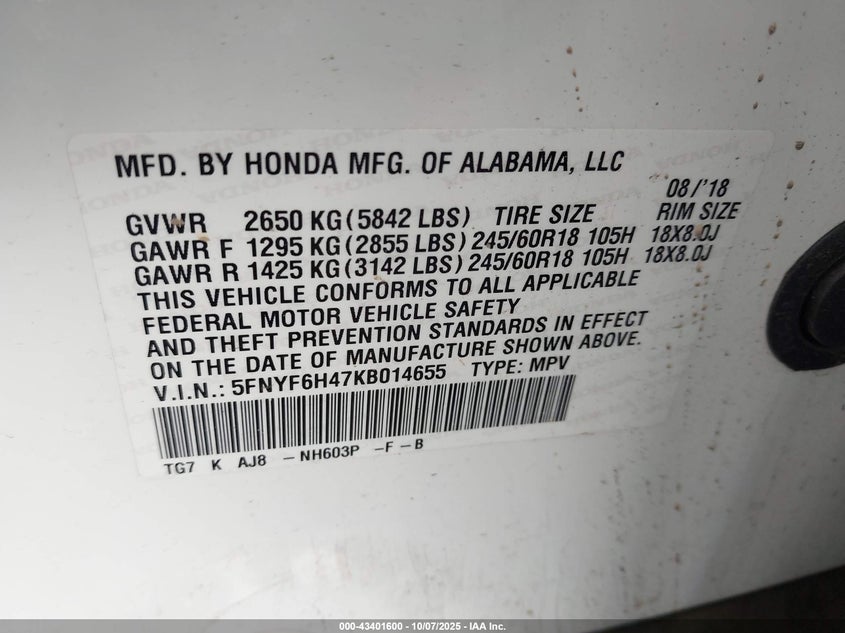 MFD. BY HONDA MFG. OF ALABAMA, LLC
08/'18
GVWR 2650 KG(5842 LBS) TIRE SIZE RIM SIZE
GAWR F 1295 KG(2855 LBS) 245/60R18 105H 18X8.0J
GAWR R 1425 KG(3142 LBS) 245/60R18 105H 18X8.0J
THIS VEHICLE CONFORMS TO ALL APPLICABLE
FEDERAL MOTOR VEHICLE SAFETY
AND THEFT PREVENTION STANDARDS IN EFFECT
ON THE DATE OF MANUFACTURE SHOWN ABOVE.
V.I.N.: 5FNYF6H47KB014655 TYPE: MPV
TG7 K AJ8 -NH603P -F-B
000-43401600 - 10/07/2025 - IAA Inc.